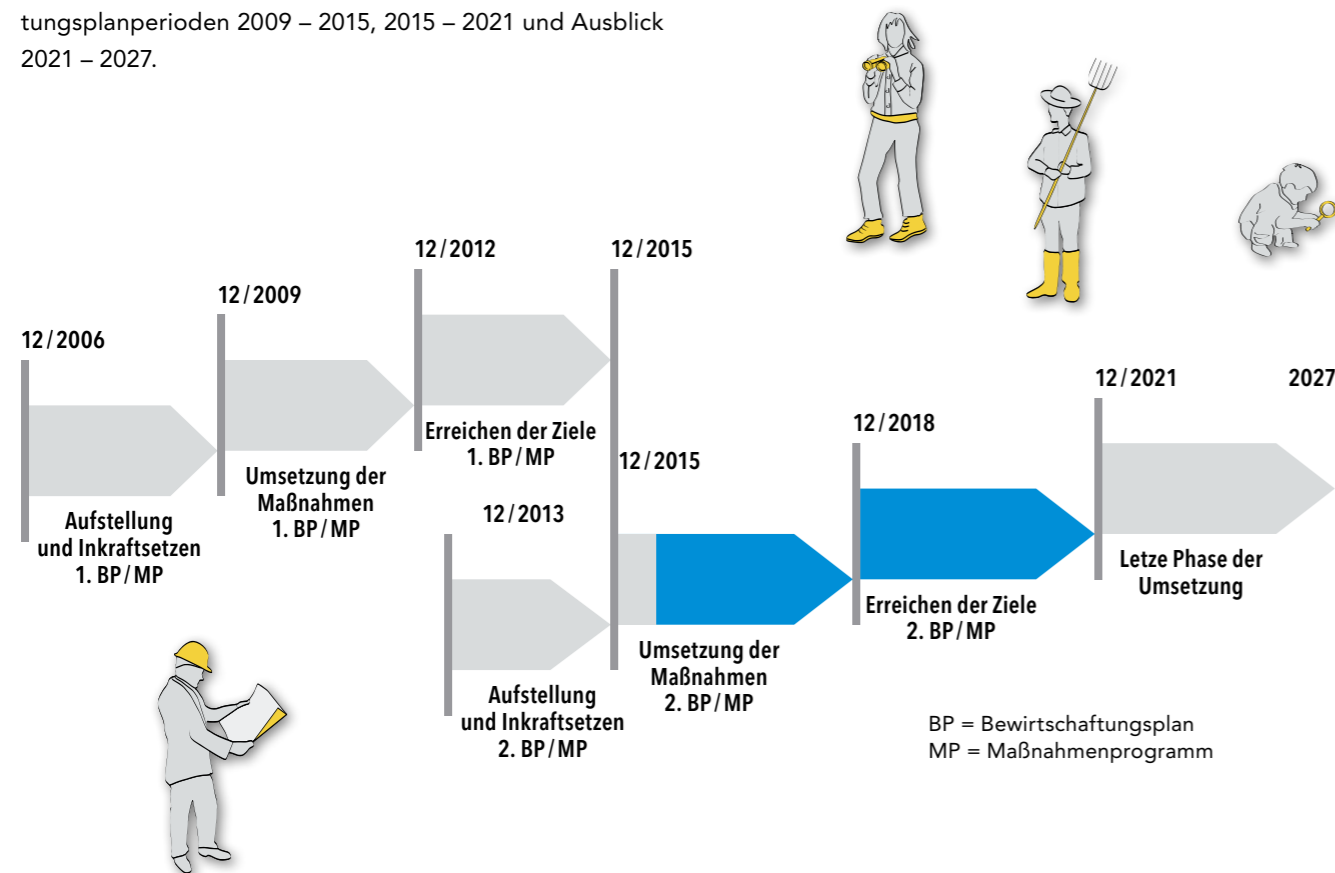 tungsplanperioden 2009 – 2015, 2015 – 2021 und Ausblick
2021 – 2027.
12/2006
Aufstellung
und Inkraftsetzen
1. BP/MP
12/2009
Umsetzung der
Maßnahmen
1. BP/MP
12/2012
Erreichen der Ziele
1. BP/MP
12/2015
12/2013
Aufstellung
und Inkraftsetzen
2. BP/MP
12/2015
Umsetzung der
Maßnahmen
2. BP/MP
12/2018
Erreichen der Ziele
2. BP/MP
12/2021
2027
Letze Phase der
Umsetzung
BP = Bewirtschaftungsplan
MP = Maßnahmenprogramm